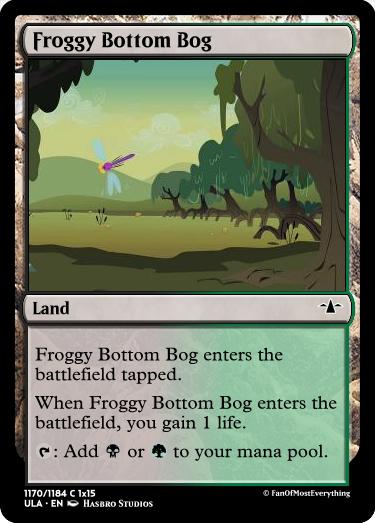 Froggy Bottom Bog
Land
Froggy Bottom Bog enters the
battlefield tapped.
When Froggy Bottom Bog enters the
battlefield, you gain 1 life.
: Add or to your mana pool.
1170/1184 C 1x15
ULA · EN Hasbro Studios
© FanOfMostEverything